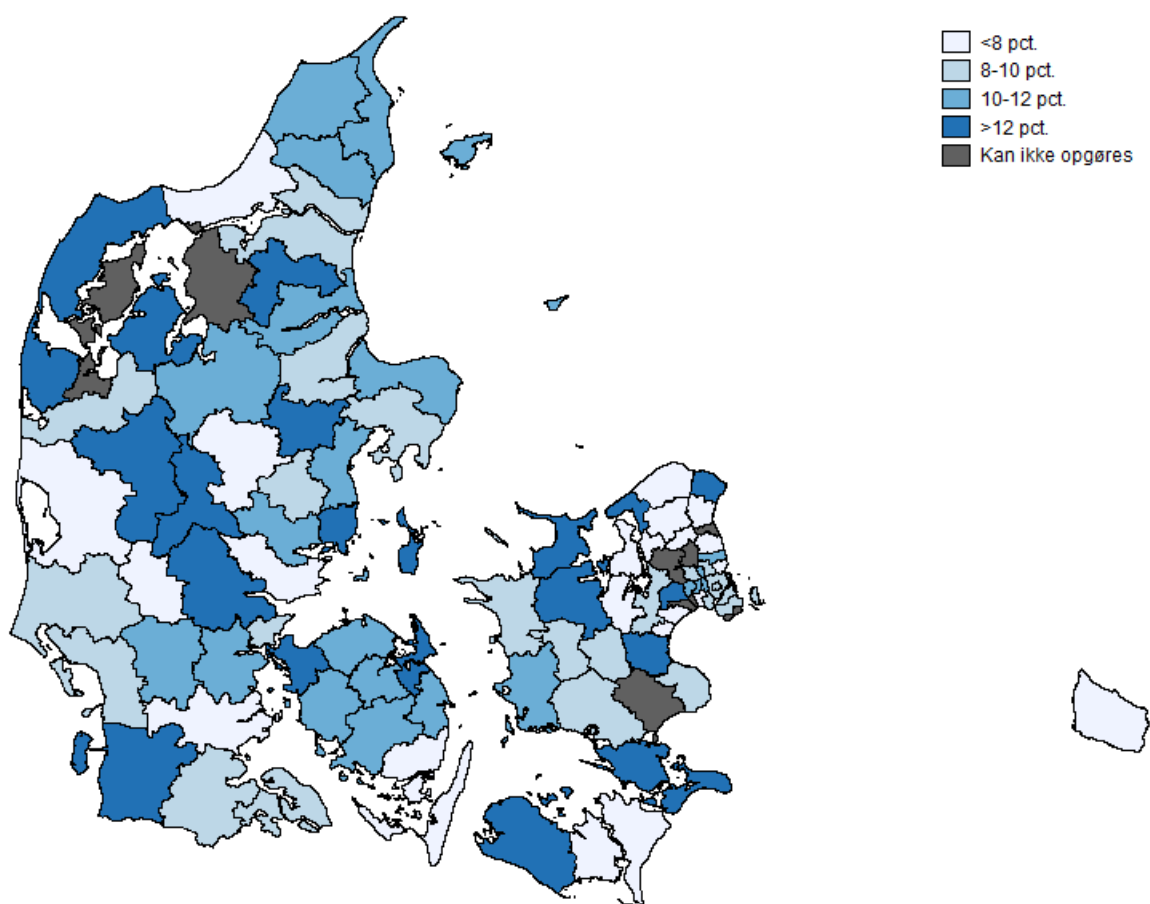 <8 pct.
8-10 pct.
10-12 pct.
>12 pct.
Kan ikke opgøres